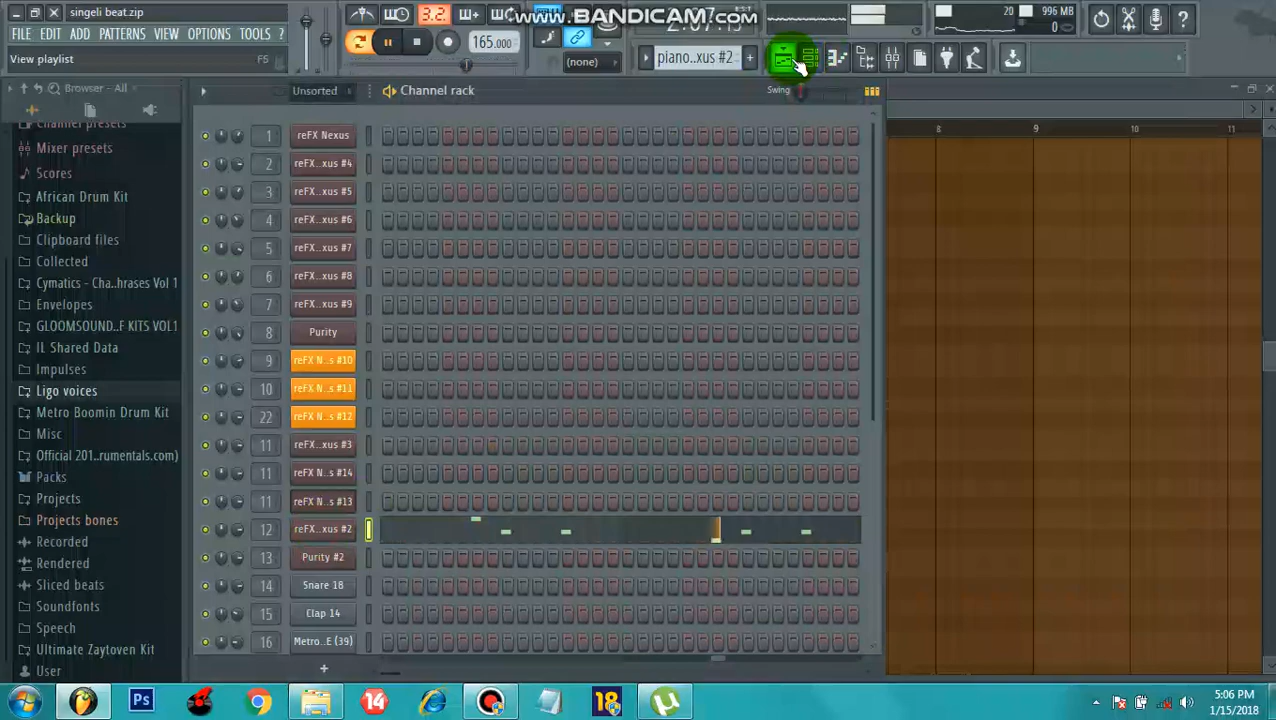 singeli beat.zip
www.BANDICAM.com
3.2
20
996 MB
0
FILE EDIT ADD PATTERNS VIEW OPTIONS TOOLS ?
165.000
View playlist
FS
(none)
piano..xus #2
Browser - All
Unsorted
Channel rack
Swing
Channel presets
Mixer presets
Scores
African Drum Kit
Backup
Clipboard files
Collected
Cymatics - Cha..hrases Vol 1
Envelopes
GLOOMSOUND..F KITS VOL1
IL Shared Data
Impulses
Ligo voices
Metro Boomin Drum Kit
Misc
Official 201..rumentals.com)
Packs
Projects
Projects bones
Recorded
Rendered
Sliced beats
Soundfonts
Speech
Ultimate Zaytoven Kit
User
1 reFX Nexus
2 reFX..xus #4
3 reFX..xus #5
4 reFX..xus #6
5 reFX..xus #7
6 reFX..xus #8
7 reFX..xus #9
8 Purity
9 reFX N..s #10
10 reFX N..s #11
22 reFX N..s #12
11 reFX..xus #3
11 reFX N..s #14
11 reFX N..s #13
12 reFX..xus #2
13 Purity #2
14 Snare 18
15 Clap 14
16 Metro..E (39)
8 9 10 11
Ps
14
18
5:06 PM
1/15/2018